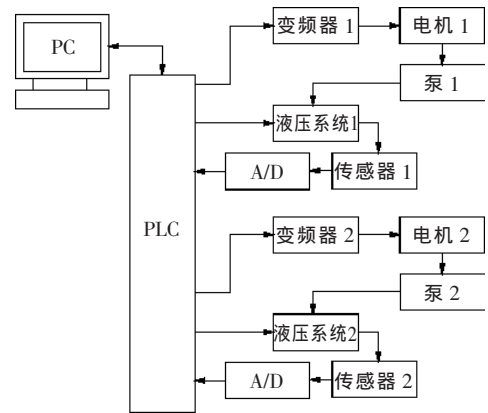 PC
变频器 1
电机 1
泵 1
液压系统1
A/D
传感器 1
PLC
变频器 2
电机 2
泵 2
液压系统2
A/D
传感器 2